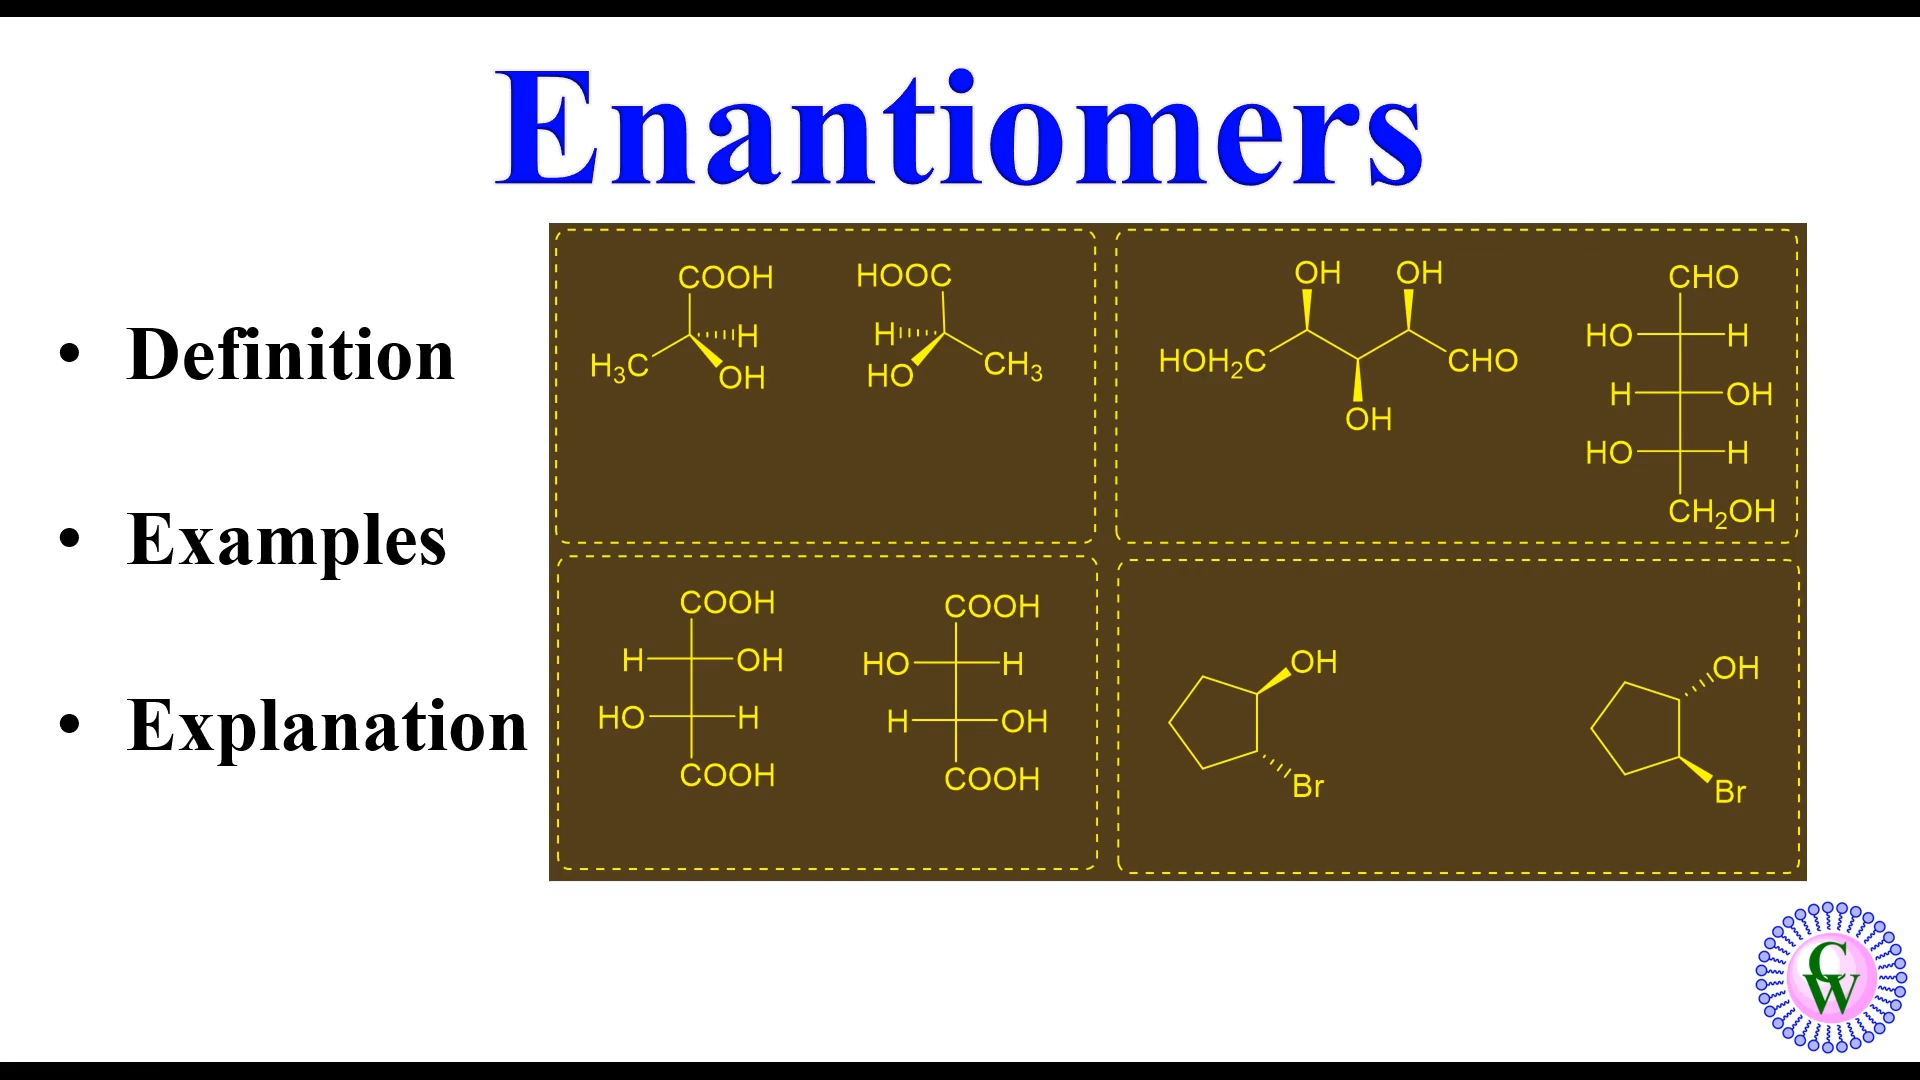 Enantiomers
• Definition
• Examples
• Explanation
COOH
H
OH
H₃C
HOOC
H
HO
CH₃
OH OH
HOH₂C
CHO
OH
CHO
HO H
H OH
HO H
CH₂OH
COOH
H OH
HO H
COOH
COOH
HO H
H OH
COOH
OH
Br
OH
Br
C
W